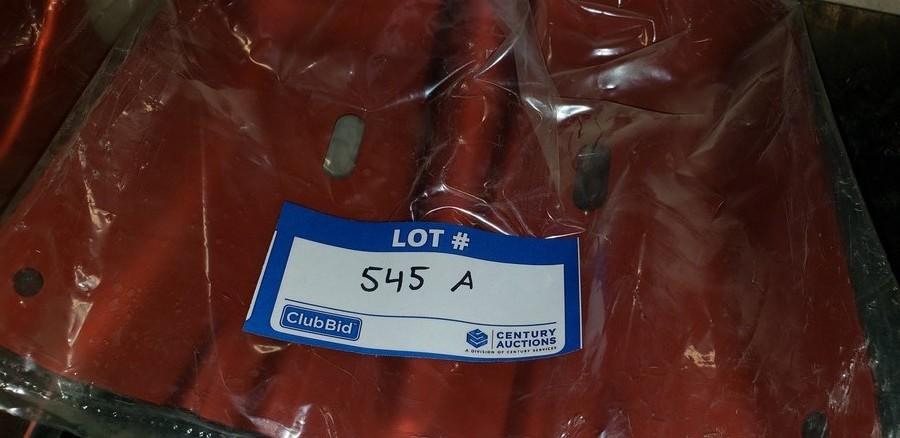 LOT #
545 A
ClubBid
CENTURY
AUCTIONS
A DIVISION OF CENTURY SERVICES